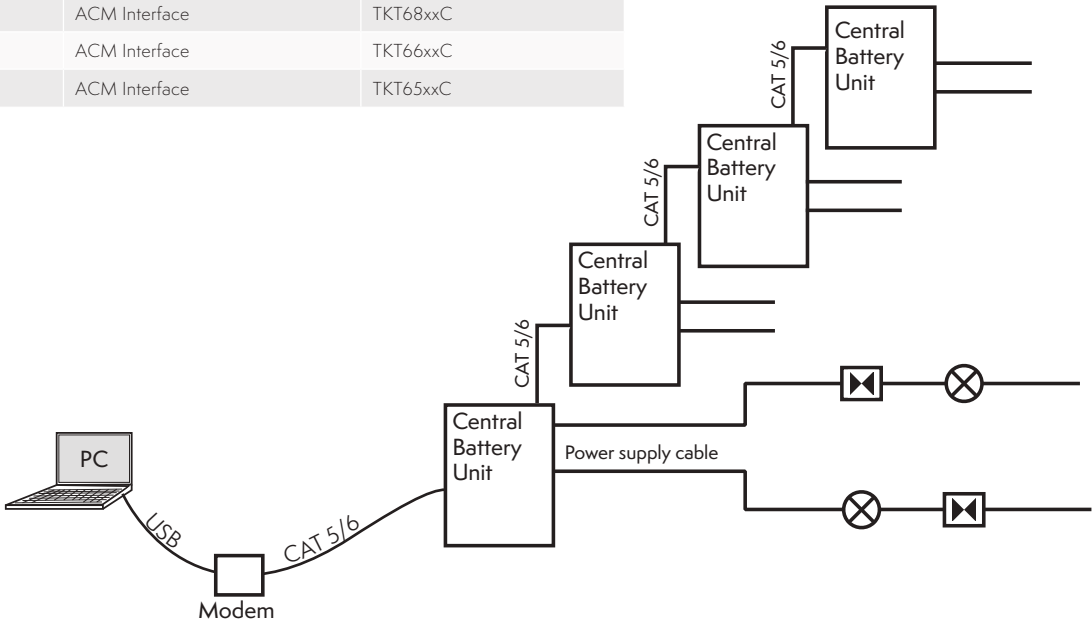 ACM Interface TKT68xxC
ACM Interface TKT66xxC
ACM Interface TKT65xxC
Central
Battery
Unit
CAT 5/6
Central
Battery
Unit
CAT 5/6
Central
Battery
Unit
CAT 5/6
Central
Battery
Unit
Power supply cable
PC
USB
CAT 5/6
Modem